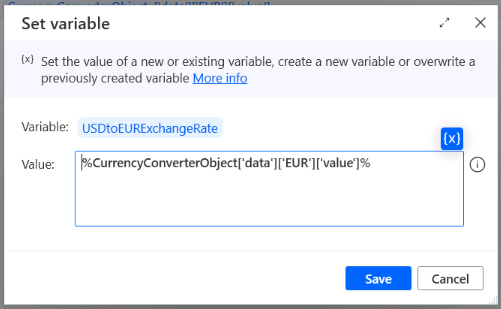 Set variable
{x} Set the value of a new or existing variable, create a new variable or overwrite a
previously created variable More info
Variable: USDtoEURExchangeRate
{x}
Value: %CurrencyConverterObject['data']['EUR']['value']%
Save Cancel